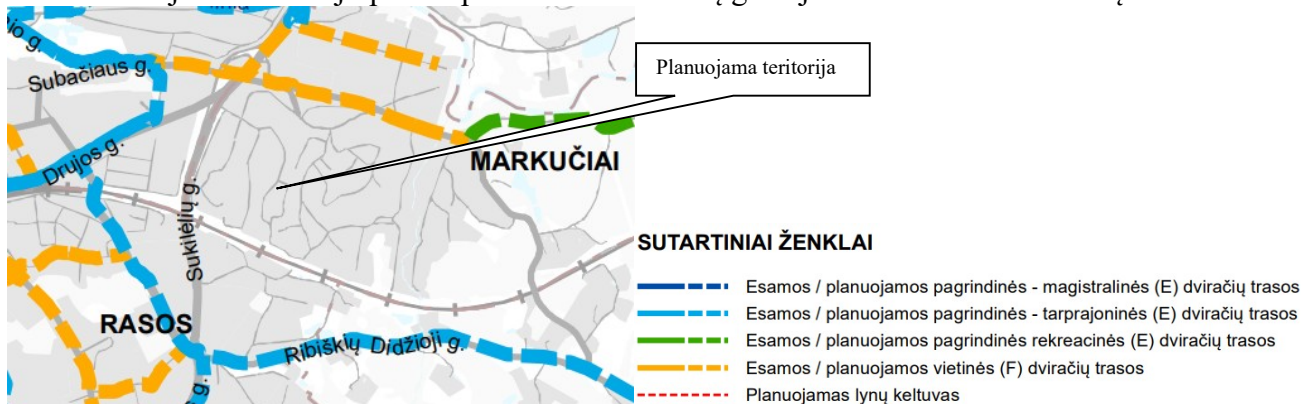 Subačiaus g.
Drujos g.
Sukilėlių g.
MARKUČIAI
RASOS
Ribiškių Didžioji g.
Planuojama teritorija
SUTARTINIAI ŽENKLAI
Esamos / planuojamos pagrindinės - magistralinės (E) dviračių trasos
Esamos / planuojamos pagrindinės - tarprajoninės (E) dviračių trasos
Esamos / planuojamos pagrindinės rekreacinės (E) dviračių trasos
Esamos / planuojamos vietinės (F) dviračių trasos
Planuojamas lynų keltuvas